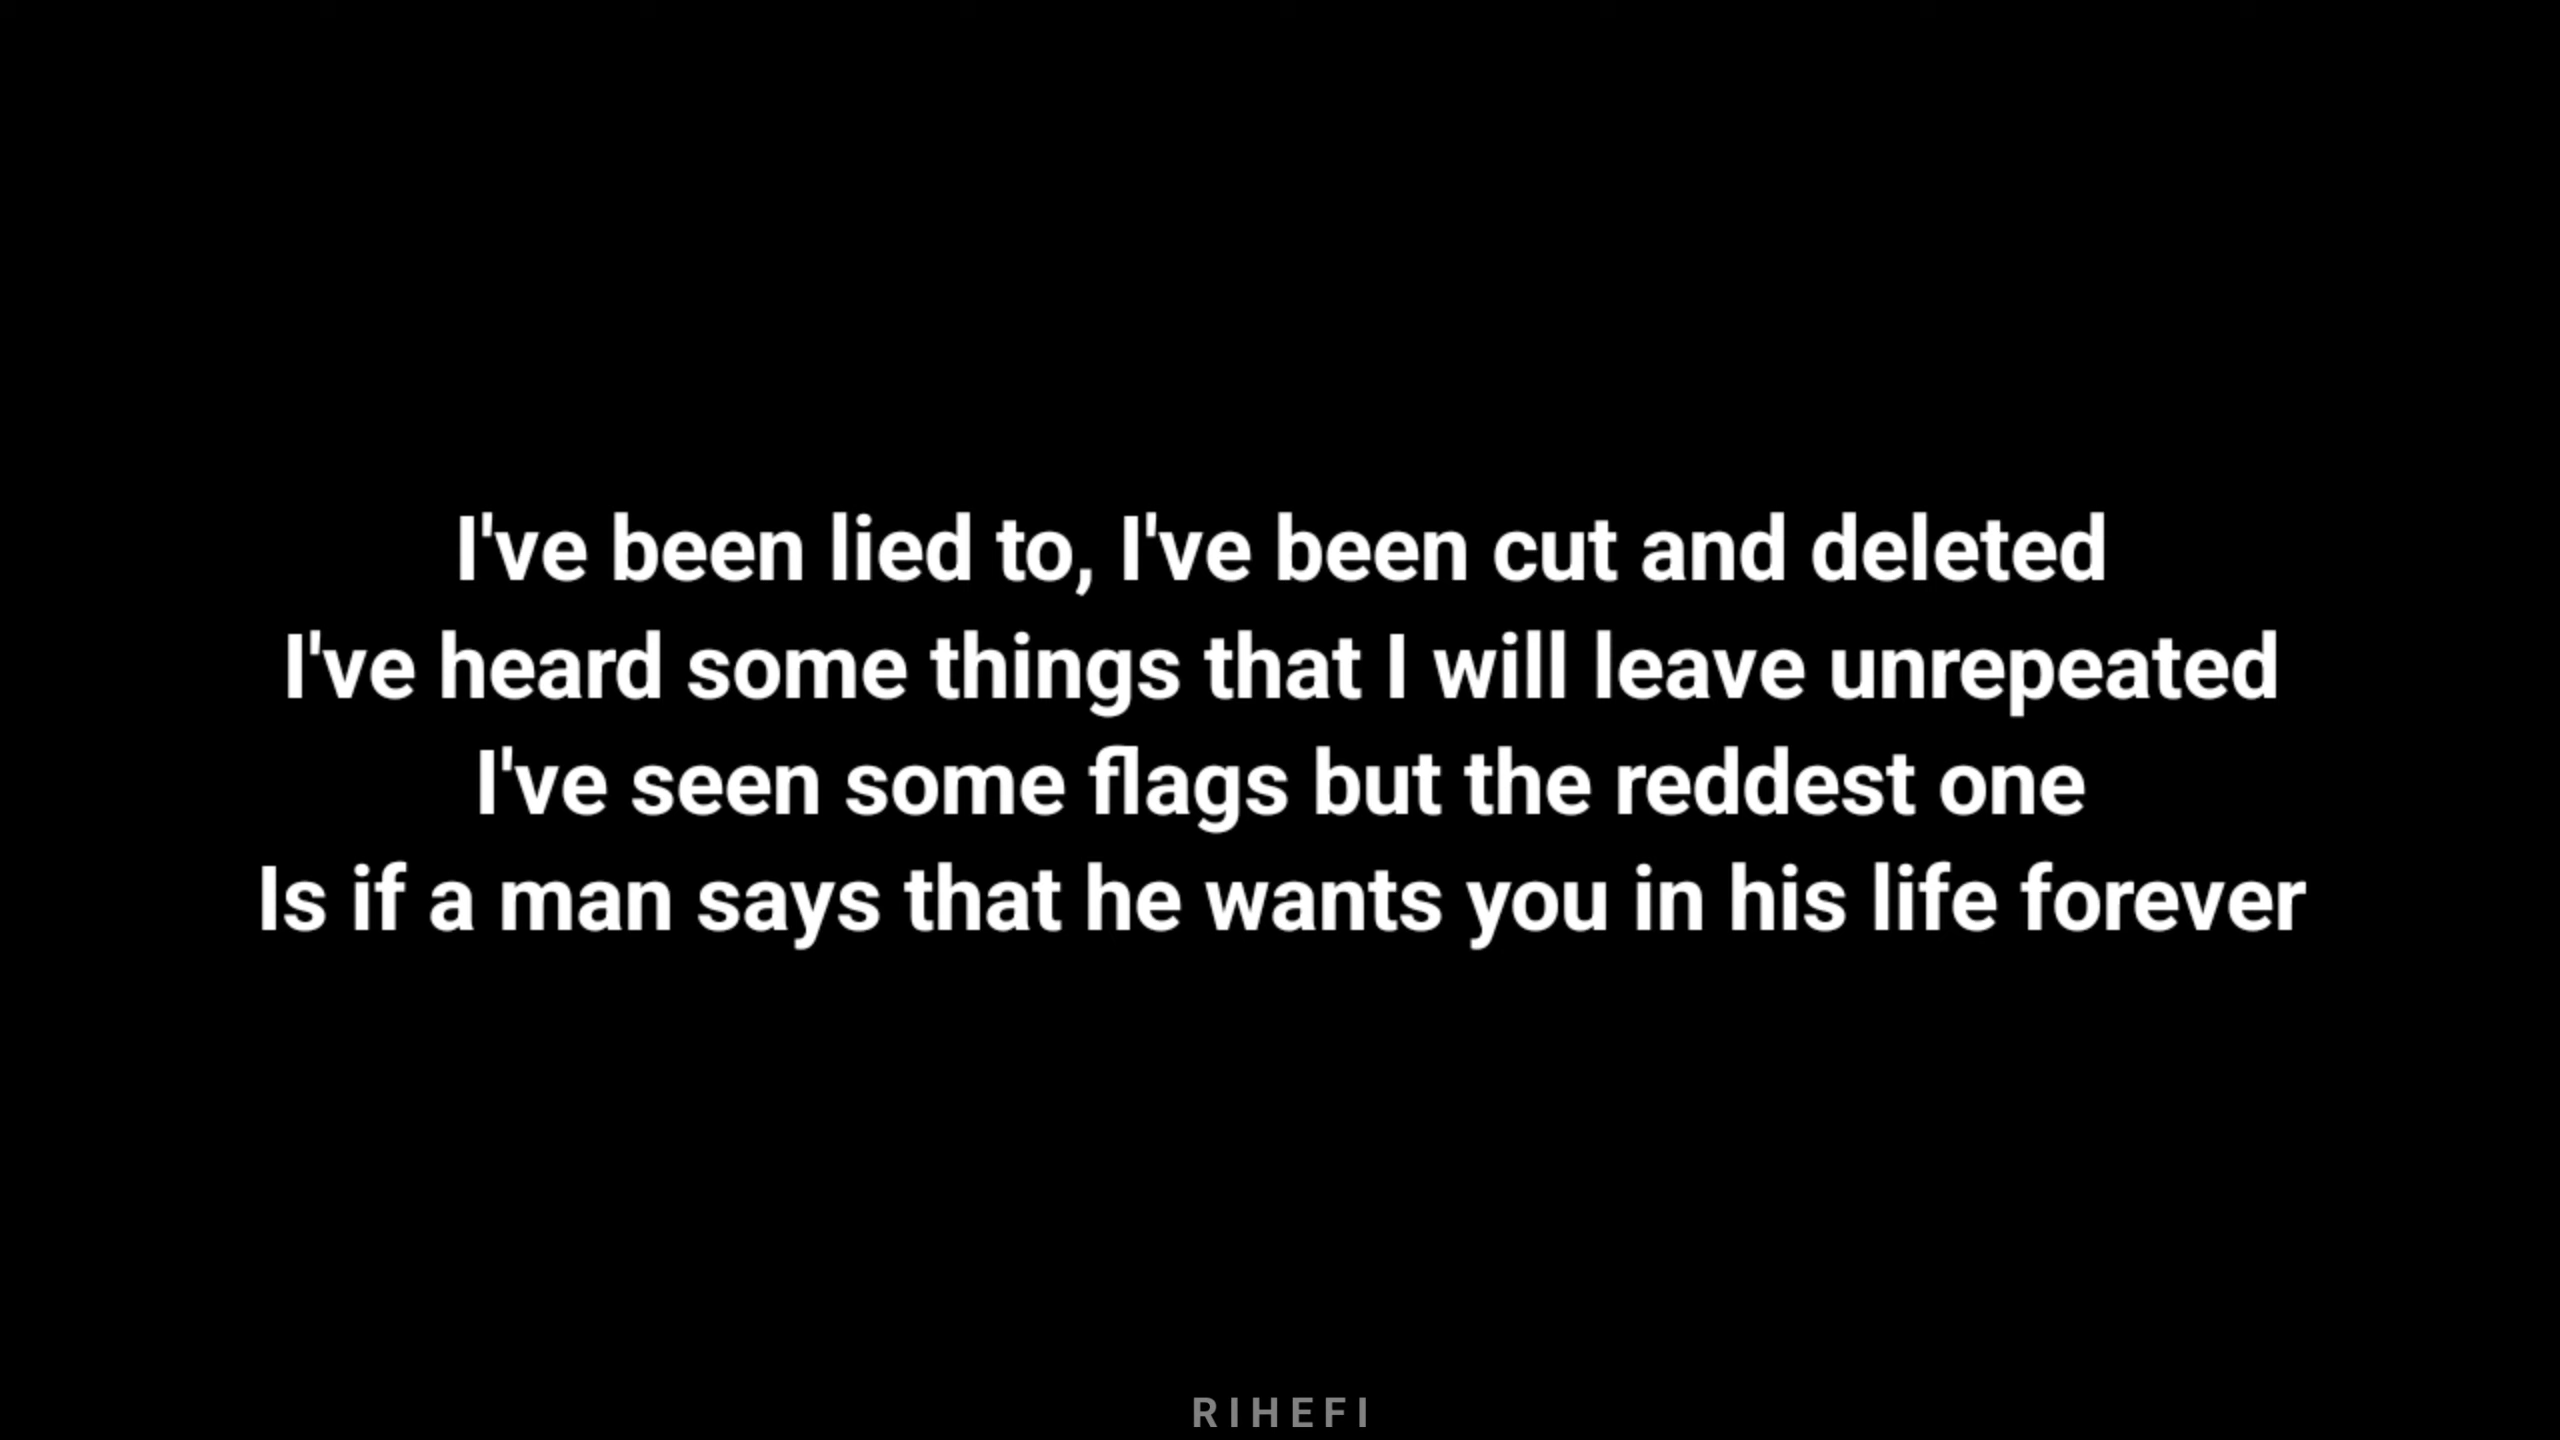 I've been lied to, I've been cut and deleted
I've heard some things that I will leave unrepeated
I've seen some flags but the reddest one
Is if a man says that he wants you in his life forever
RIHEFI